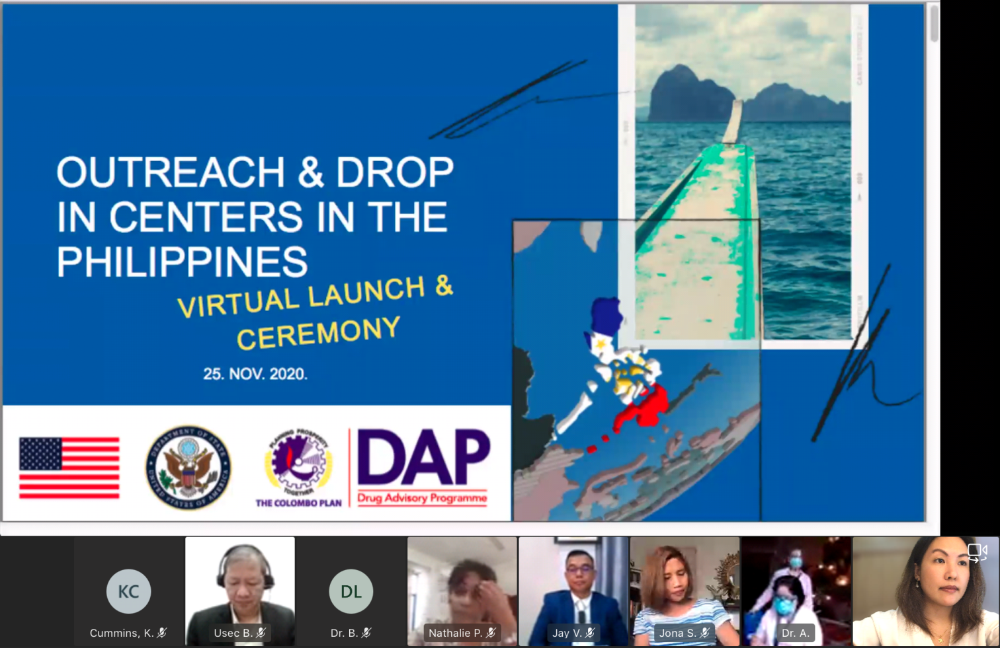 OUTREACH & DROP
IN CENTERS IN THE
PHILIPPINES
VIRTUAL LAUNCH &
CEREMONY
25. NOV. 2020.
DEPARTMENT OF STATE
UNITED STATES OF AMERICA
PLANNING PROSPERITY
TOGETHER
THE COLOMBO PLAN
DAP
Drug Advisory Programme
KC
Cummins, K.
Usec B.
DL
Dr. B.
Nathalie P.
Jay V.
Jona S.
Dr. A.